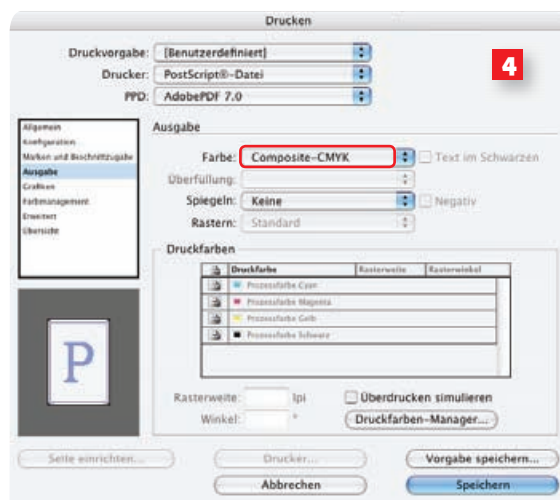 Drucken
4
Druckvorgabe: [Benutzerdefiniert]
Drucker: PostScript®-Datei
PPD: AdobePDF 7.0
Allgemein
Konfiguration
Marken und Beschnittzugabe
Ausgabe
Grafiken
Farbmanagement
Erweitert
Übersicht
Ausgabe
Farbe: Composite-CMYK Text im Schwarzen
Überfüllung:
Spiegeln: Keine Negativ
Rastern: Standard
Druckfarben
Druckfarbe Rasterweite Rasterwinkel
Prozessfarbe Cyan
Prozessfarbe Magenta
Prozessfarbe Gelb
Prozessfarbe Schwarz
P
Rasterweite: lpi Überdrucken simulieren
Winkel: ° Druckfarben-Manager...
Seite einrichten... Drucker... Vorgabe speichern...
Abbrechen Speichern